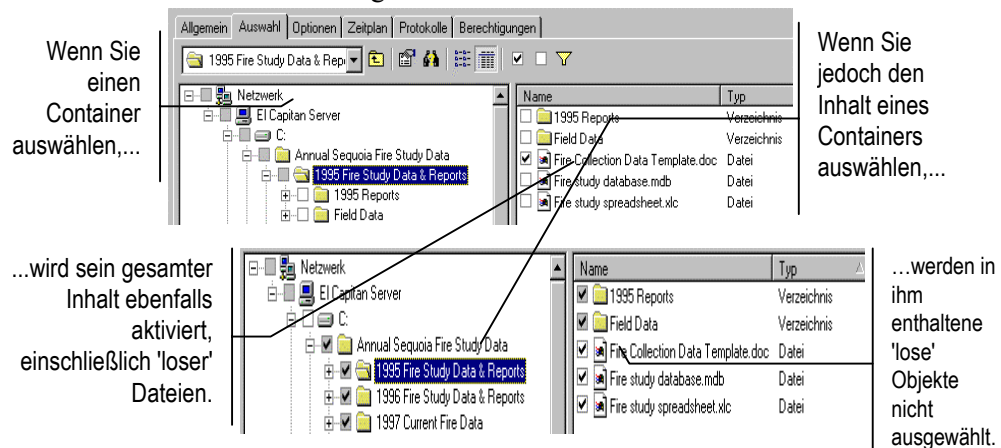 Allgemein Auswahl Optionen Zeitplan Protokolle Berechtigungen
Wenn Sie
einen
Container
auswählen,...
1995 Fire Study Data & Rep
Netzwerk
El Capitan Server
C:
Annual Sequoia Fire Study Data
1995 Fire Study Data & Reports
1995 Reports
Field Data
Name Typ
1995 Reports Verzeichnis
Field Data Verzeichnis
Fire Collection Data Template.doc Datei
Fire study database.mdb Datei
Fire study spreadsheet.xlc Datei
Wenn Sie
jedoch den
Inhalt eines
Containers
auswählen,...
...wird sein gesamter
Inhalt ebenfalls
aktiviert,
einschließlich 'loser'
Dateien.
Netzwerk
El Capitan Server
C:
Annual Sequoia Fire Study Data
1995 Fire Study Data & Reports
1996 Fire Study Data & Reports
1997 Current Fire Data
Name Typ
1995 Reports Verzeichnis
Field Data Verzeichnis
Fire Collection Data Template.doc Datei
Fire study database.mdb Datei
Fire study spreadsheet.xlc Datei
…werden in
ihm
enthaltene
'lose'
Objekte
nicht
ausgewählt.